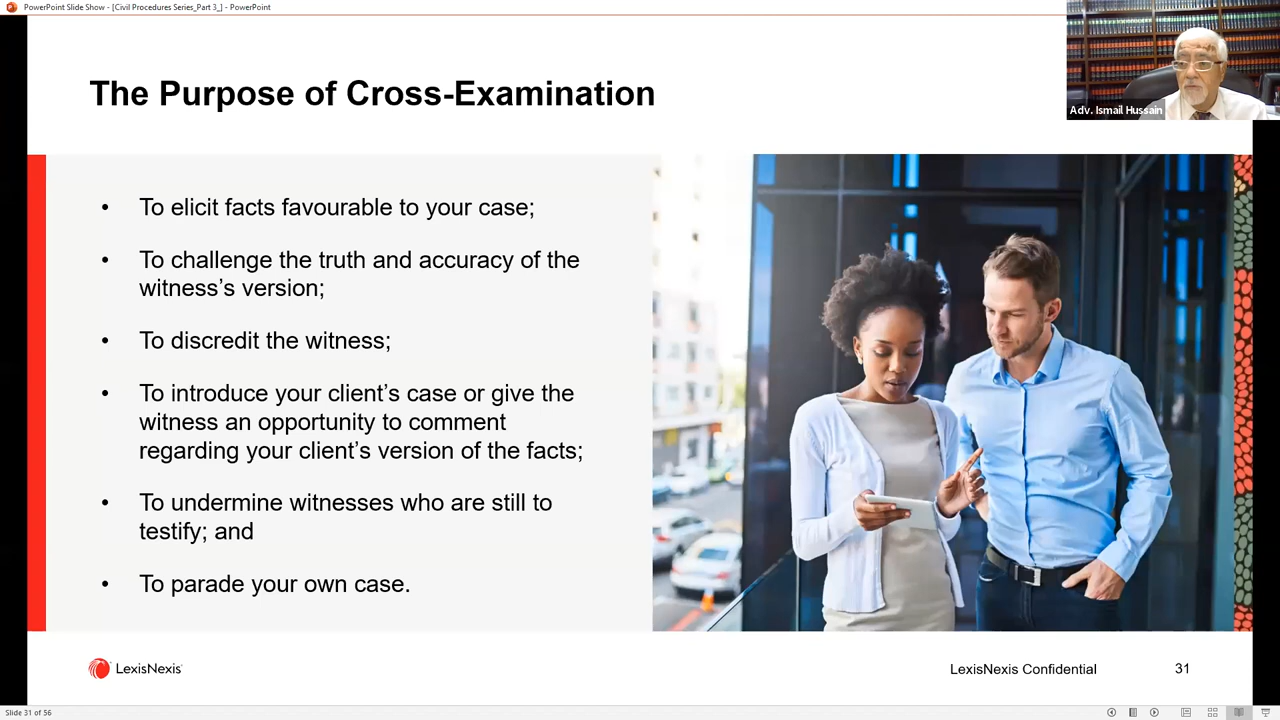 PowerPoint Slide Show - [Civil Procedures Series_Part 3_] - PowerPoint
Adv. Ismail Hussain
The Purpose of Cross-Examination
• To elicit facts favourable to your case;
• To challenge the truth and accuracy of the
witness’s version;
• To discredit the witness;
• To introduce your client’s case or give the
witness an opportunity to comment
regarding your client’s version of the facts;
• To undermine witnesses who are still to
testify; and
• To parade your own case.
LexisNexis
LexisNexis Confidential
31
Slide 31 of 56